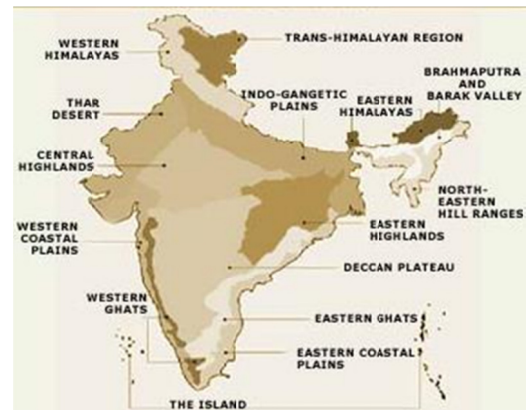 WESTERN
HIMALAYAS
TRANS-HIMALAYAN REGION
BRAHMAPUTRA
AND
BARAK VALLEY
INDO-GANGETIC
PLAINS
EASTERN
HIMALAYAS
THAR
DESERT
CENTRAL
HIGHLANDS
NORTH-
EASTERN
HILL RANGES
WESTERN
COASTAL
PLAINS
EASTERN
HIGHLANDS
DECCAN PLATEAU
WESTERN
GHATS
EASTERN GHATS
EASTERN COASTAL
PLAINS
THE ISLAND